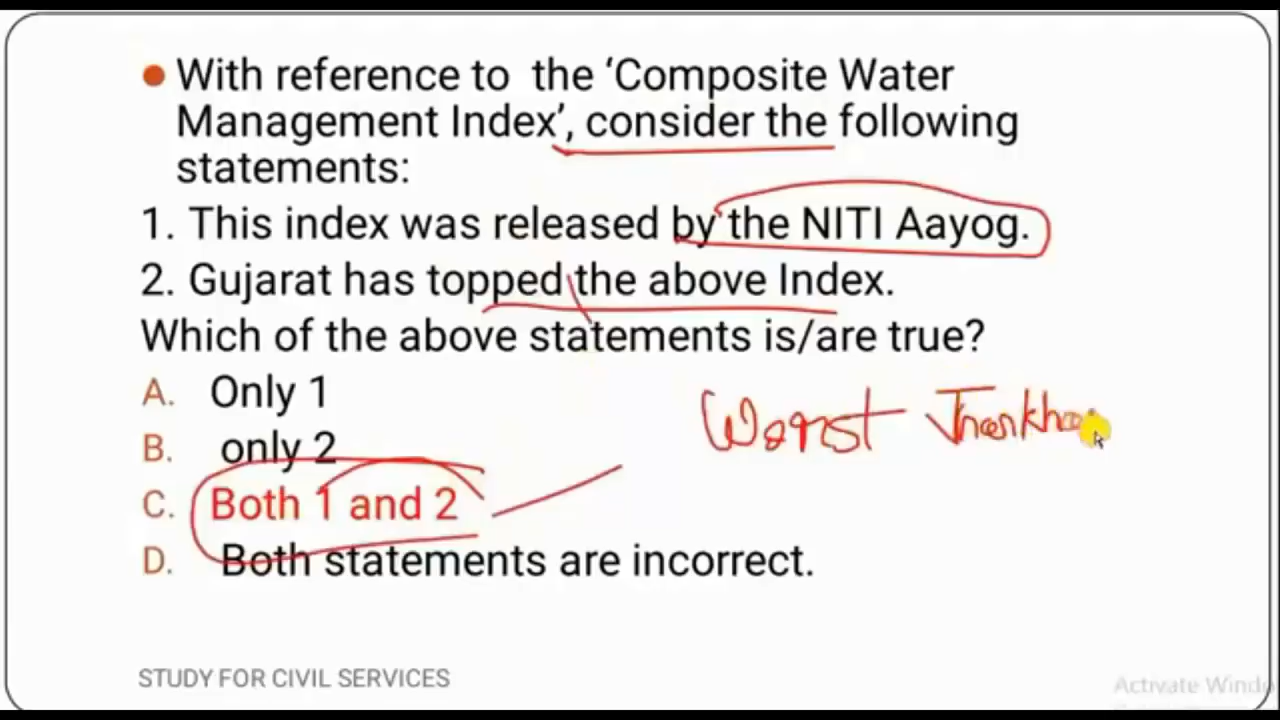 With reference to the ‘Composite Water
Management Index’, consider the following
statements:
1. This index was released by the NITI Aayog.
2. Gujarat has topped the above Index.
Which of the above statements is/are true?
A. Only 1
Worst
B. only 2
C. Both 1 and 2
D. Both statements are incorrect.
STUDY FOR CIVIL SERVICES
Activate Windo